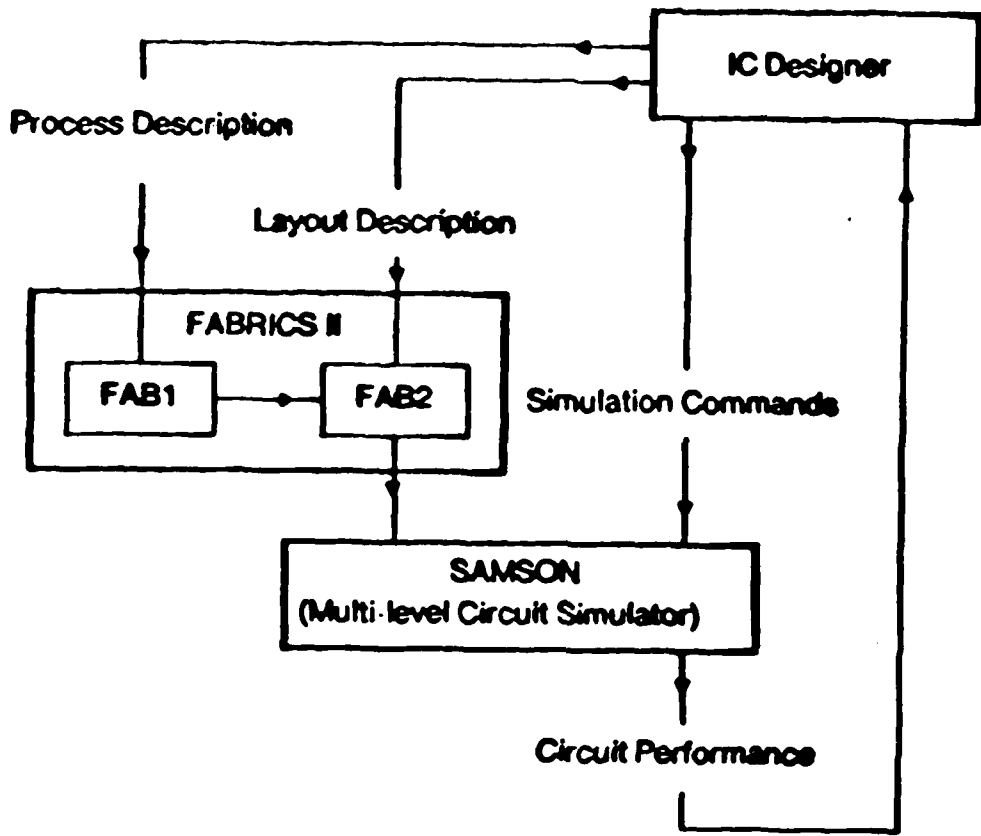 IC Designer
Process Description
Layout Description
FABRICS II
FAB1
FAB2
Simulation Commands
SAMSON
(Multi-level Circuit Simulator)
Circuit Performance